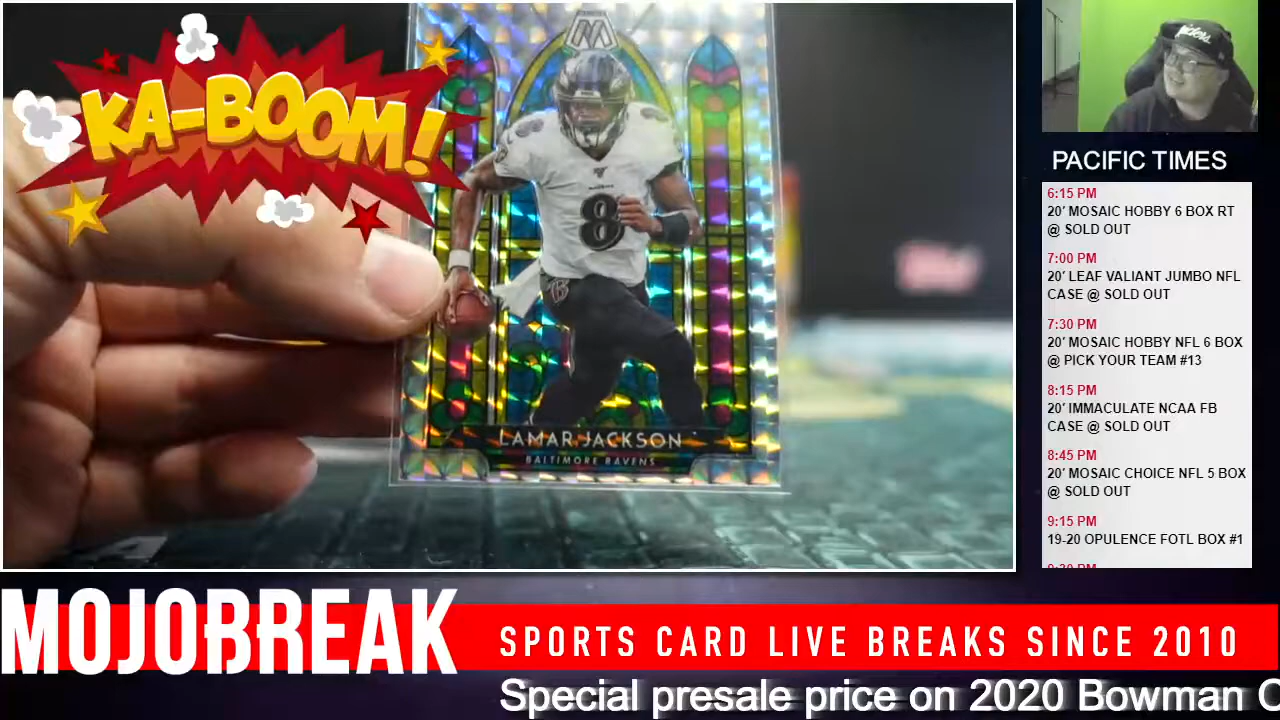 KA-BOOM!
8
LAMAR JACKSON
BALTIMORE RAVENS
PACIFIC TIMES
6:15 PM
20' MOSAIC HOBBY 6 BOX RT
@ SOLD OUT
7:00 PM
20' LEAF VALIANT JUMBO NFL
CASE @ SOLD OUT
7:30 PM
20' MOSAIC HOBBY NFL 6 BOX
@ PICK YOUR TEAM #13
8:15 PM
20' IMMACULATE NCAA FB
CASE @ SOLD OUT
8:45 PM
20' MOSAIC CHOICE NFL 5 BOX
@ SOLD OUT
9:15 PM
19-20 OPULENCE FOTL BOX #1
MOJOBREAK
SPORTS CARD LIVE BREAKS SINCE 2010
Special presale price on 2020 Bowman C